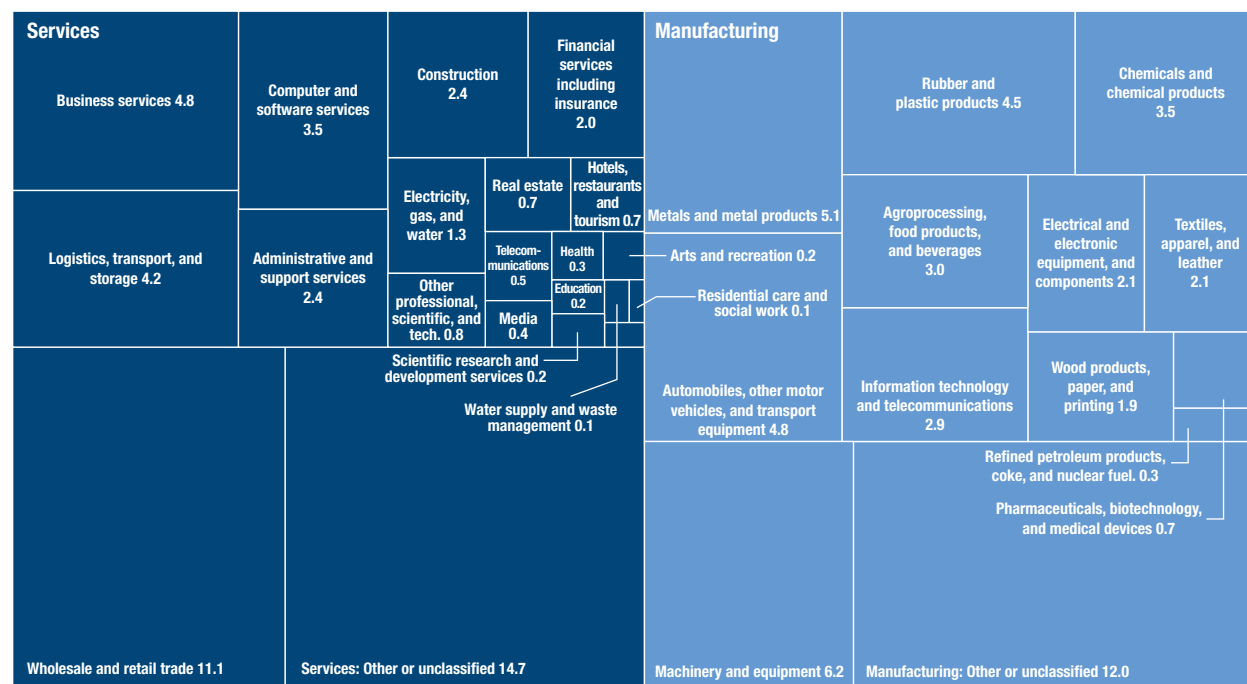 Services
Business services 4.8
Logistics, transport, and
storage 4.2
Computer and
software services
3.5
Administrative and
support services
2.4
Construction
2.4
Financial
services
including
insurance
2.0
Electricity,
gas, and
water 1.3
Other
professional,
scientific, and
tech. 0.8
Real estate
0.7
Hotels,
restaurants
and
tourism 0.7
Telecom-
munications
0.5
Media
0.4
Health
0.3
Education
0.2
Arts and recreation 0.2
Residential care and
social work 0.1
Scientific research and
development services 0.2
Water supply and waste
management 0.1
Wholesale and retail trade 11.1
Services: Other or unclassified 14.7
Manufacturing
Metals and metal products 5.1
Automobiles, other motor
vehicles, and transport
equipment 4.8
Rubber and
plastic products 4.5
Chemicals and
chemical products
3.5
Agroprocessing,
food products,
and beverages
3.0
Electrical and
electronic
equipment, and
components 2.1
Textiles,
apparel, and
leather
2.1
Information technology
and telecommunications
2.9
Wood products,
paper, and
printing 1.9
Refined petroleum products,
coke, and nuclear fuel. 0.3
Pharmaceuticals, biotechnology,
and medical devices 0.7
Machinery and equipment 6.2
Manufacturing: Other or unclassified 12.0